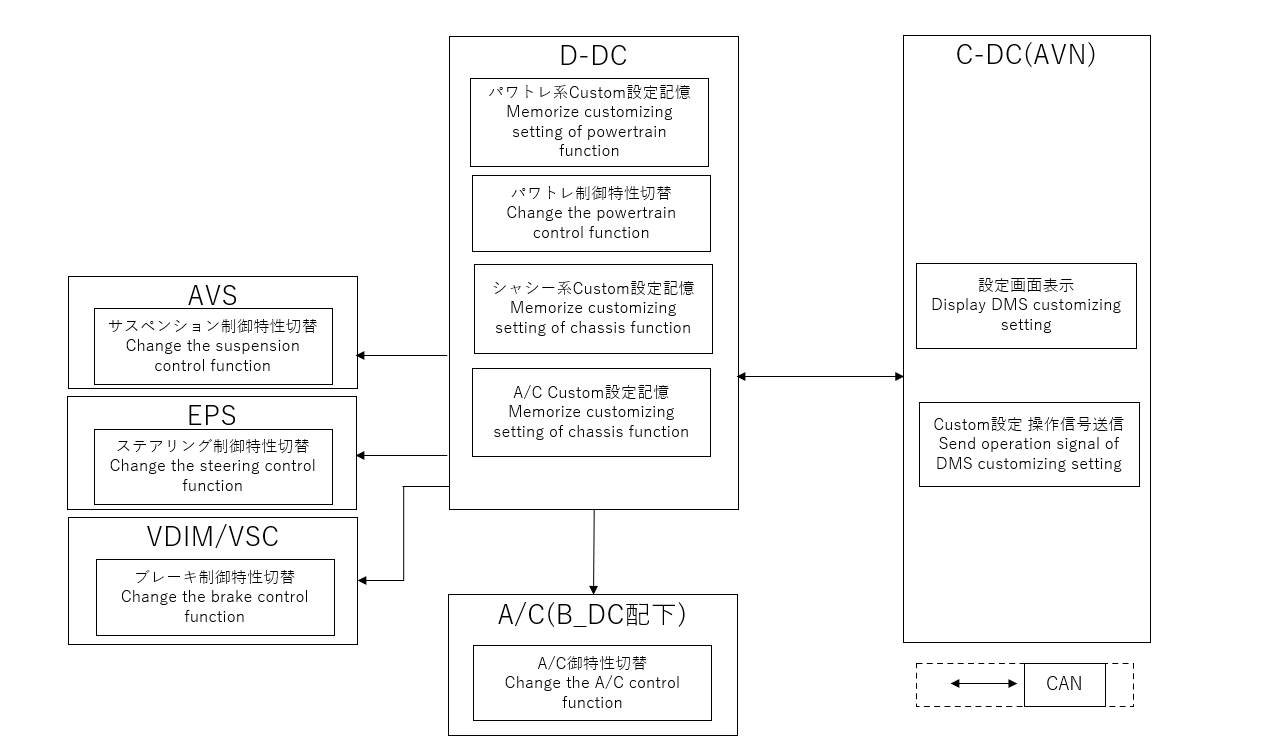 D-DC
パワトレ系Custom設定記憶
Memorize customizing
setting of powertrain
function
パワトレ制御特性切替
Change the powertrain
control function
シャシー系Custom設定記憶
Memorize customizing
setting of chassis function
A/C Custom設定記憶
Memorize customizing
setting of chassis function
C-DC(AVN)
設定画面表示
Display DMS customizing
setting
Custom設定 操作信号送信
Send operation signal of
DMS customizing setting
AVS
サスペンション制御特性切替
Change the suspension
control function
EPS
ステアリング制御特性切替
Change the steering control
function
VDIM/VSC
ブレーキ制御特性切替
Change the brake control
function
A/C(B_DC配下)
A/C御特性切替
Change the A/C control
function
CAN